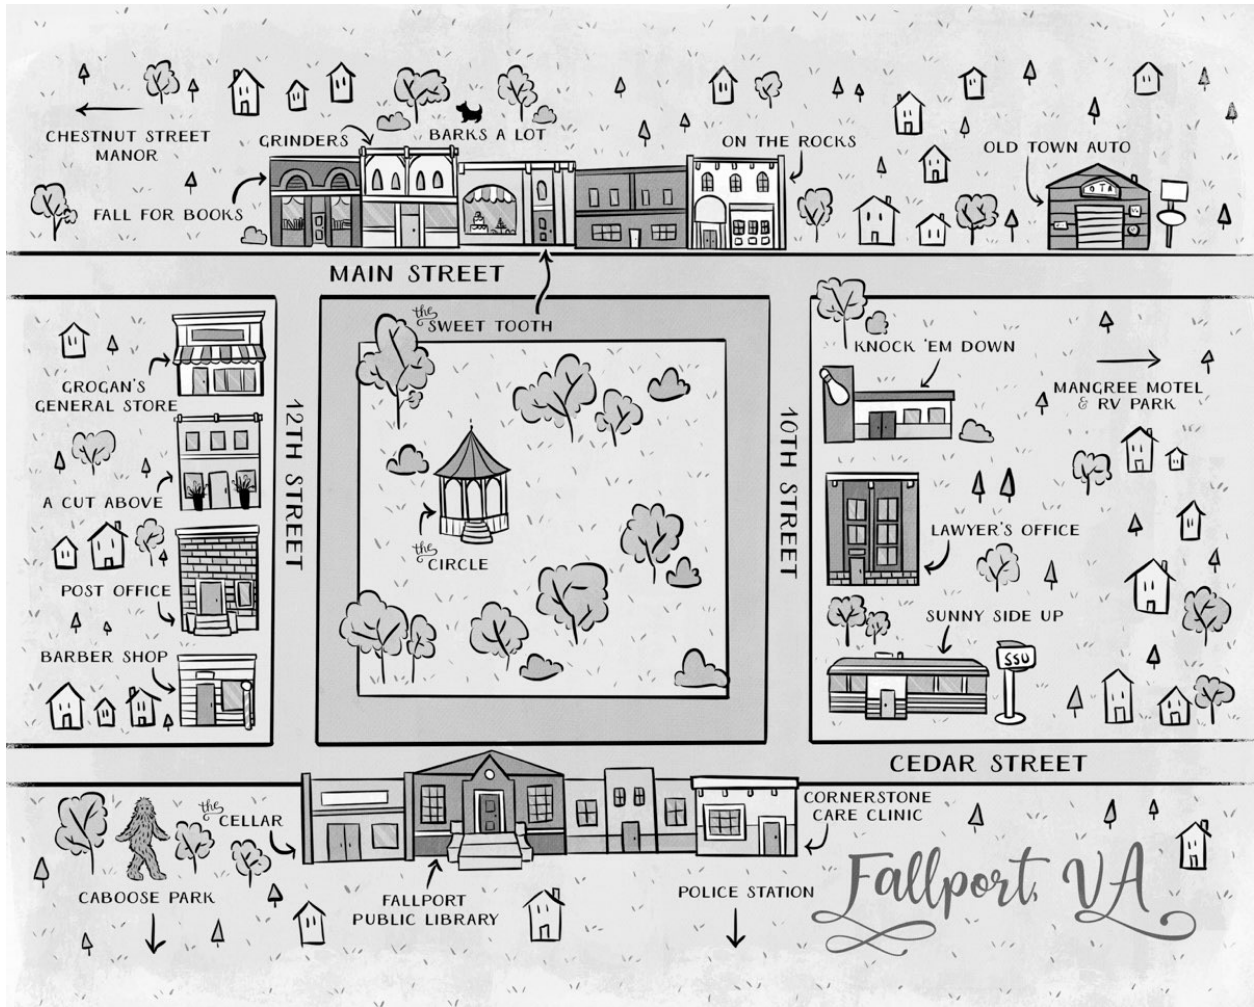 CHESTNUT STREET
MANOR
GRINDERS
BARKS A LOT
ON THE ROCKS
OLD TOWN AUTO
OTA
FALL FOR BOOKS
MAIN STREET
the SWEET TOOTH
GROGAN'S
GENERAL STORE
KNOCK 'EM DOWN
MANGREE MOTEL
& RV PARK
12TH STREET
10TH STREET
A CUT ABOVE
the CIRCLE
LAWYER'S OFFICE
POST OFFICE
SUNNY SIDE UP
BARBER SHOP
SSU
CEDAR STREET
the CELLAR
CORNERSTONE
CARE CLINIC
CABOOSE PARK
FALLPORT
PUBLIC LIBRARY
POLICE STATION
Fallport, VA